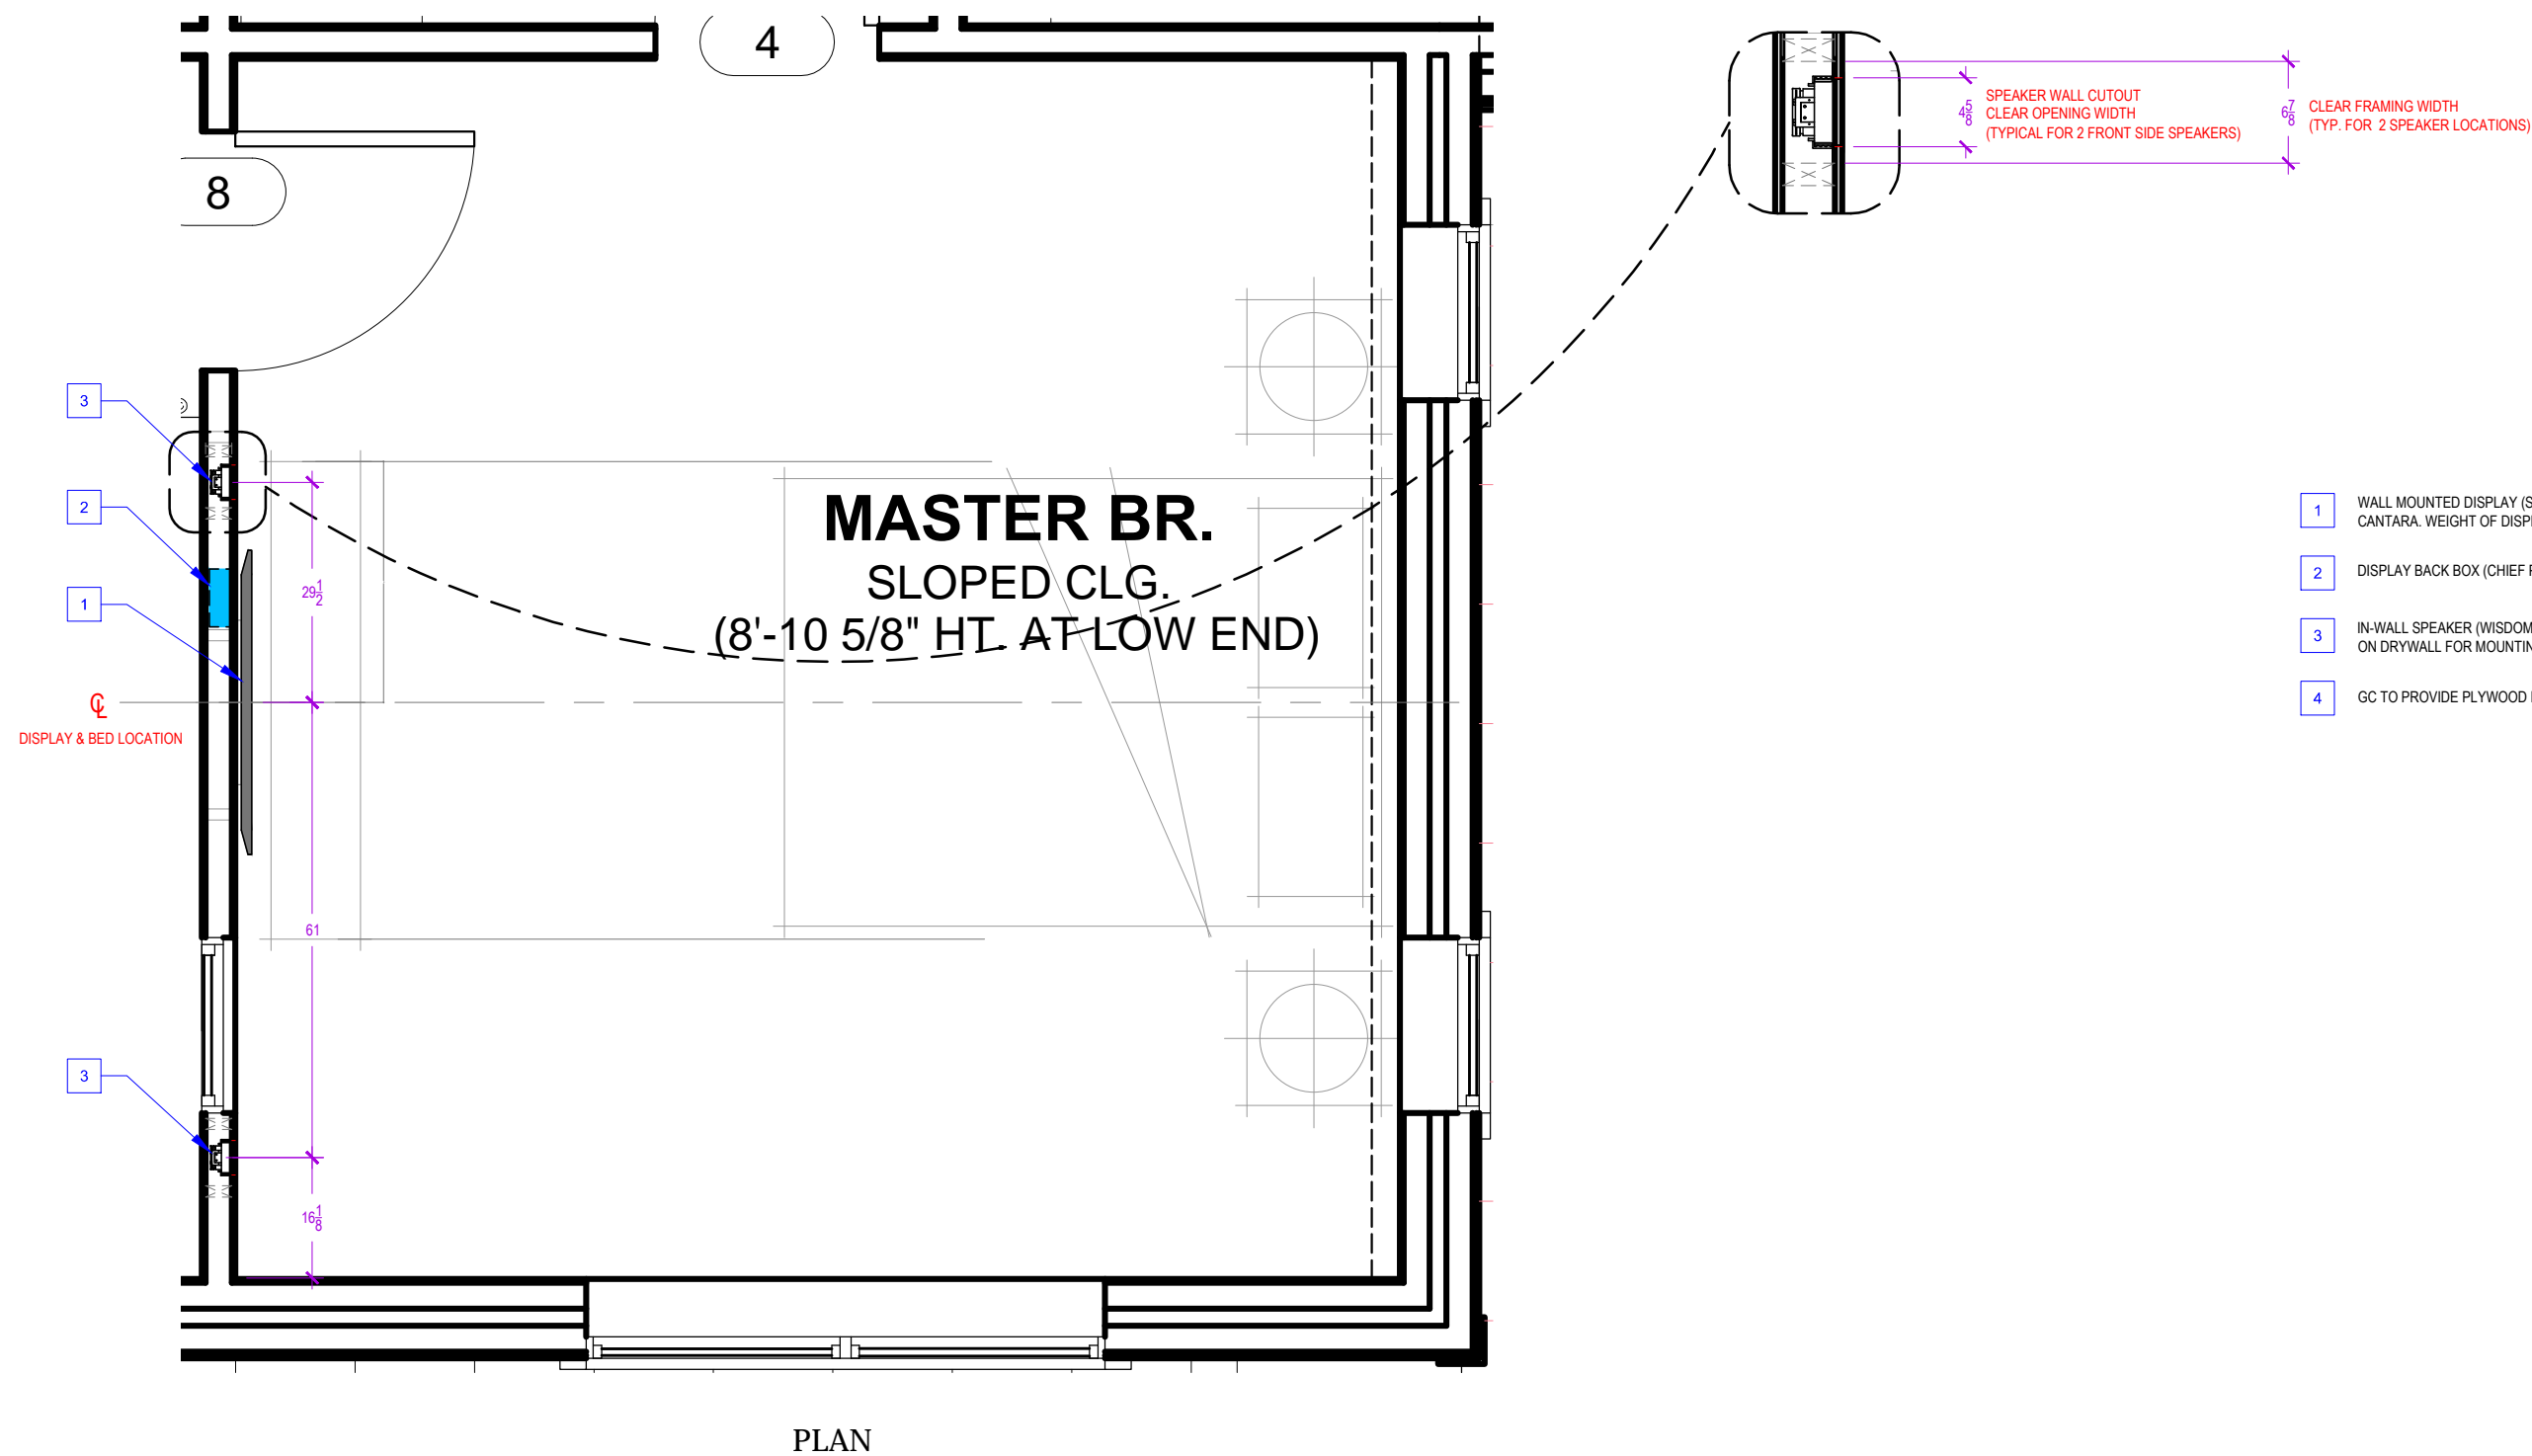 4
8
SPEAKER WALL CUTOUT
CLEAR OPENING WIDTH
(TYPICAL FOR 2 FRONT SIDE SPEAKERS)
4 5/8
6 7/8
CLEAR FRAMING WIDTH
(TYP. FOR 2 SPEAKER LOCATIONS)
3
2
1
29 1/2
MASTER BR.
SLOPED CLG.
(8'-10 5/8" HT. AT LOW END)
℄
DISPLAY & BED LOCATION
61
3
16 1/8
1
WALL MOUNTED DISPLAY (S
CANTARA. WEIGHT OF DISP
2
DISPLAY BACK BOX (CHIEF
3
IN-WALL SPEAKER (WISDOM
ON DRYWALL FOR MOUNTIN
4
GC TO PROVIDE PLYWOOD
PLAN